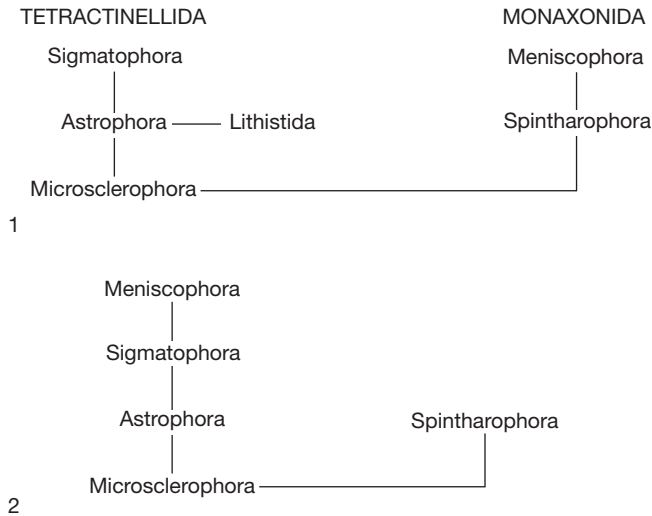 TETRACTINELLIDA MONAXONIDA
Sigmatophora Meniscophora
Astrophora Lithistida Spintharophora
Microsclerophora
1
Meniscophora
Sigmatophora
Astrophora Spintharophora
Microsclerophora
2